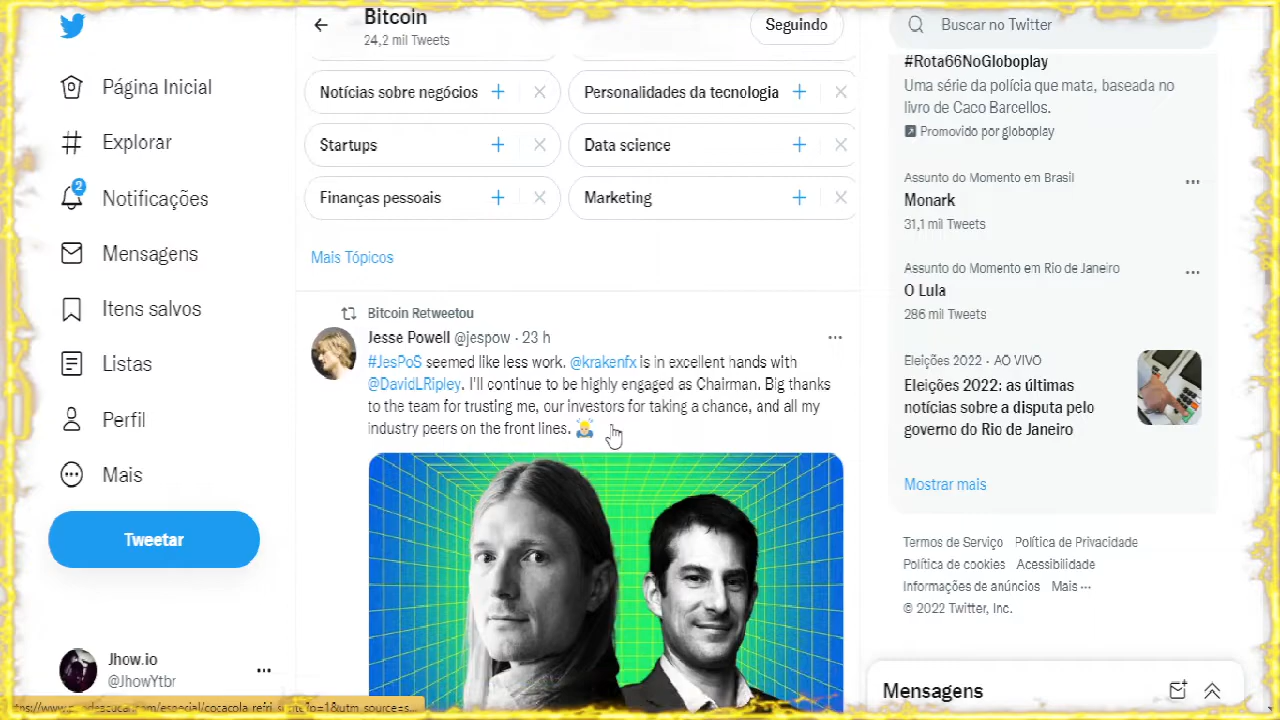 Página Inicial
Explorar
2
Notificações
Mensagens
Itens salvos
Listas
Perfil
Mais
Tweetar
Jhow.io
@JhowYtbr
Bitcoin
24,2 mil Tweets
Seguindo
Notícias sobre negócios
Personalidades da tecnologia
Startups
Data science
Finanças pessoais
Marketing
Mais Tópicos
Bitcoin Retweetou
Jesse Powell @jespow · 23 h
#JesPoS seemed like less work. @krakenfx is in excellent hands with
@DavidLRipley. I'll continue to be highly engaged as Chairman. Big thanks
to the team for trusting me, our investors for taking a chance, and all my
industry peers on the front lines.
Buscar no Twitter
#Rota66NoGloboplay
Uma série da polícia que mata, baseada no
livro de Caco Barcellos.
Promovido por globoplay
Assunto do Momento em Brasil
Monark
31,1 mil Tweets
Assunto do Momento em Rio de Janeiro
O Lula
286 mil Tweets
Eleições 2022 · AO VIVO
Eleições 2022: as últimas
notícias sobre a disputa pelo
governo do Rio de Janeiro
Mostrar mais
Termos de Serviço Política de Privacidade
Política de cookies Acessibilidade
Informações de anúncios Mais ···
© 2022 Twitter, Inc.
Mensagens